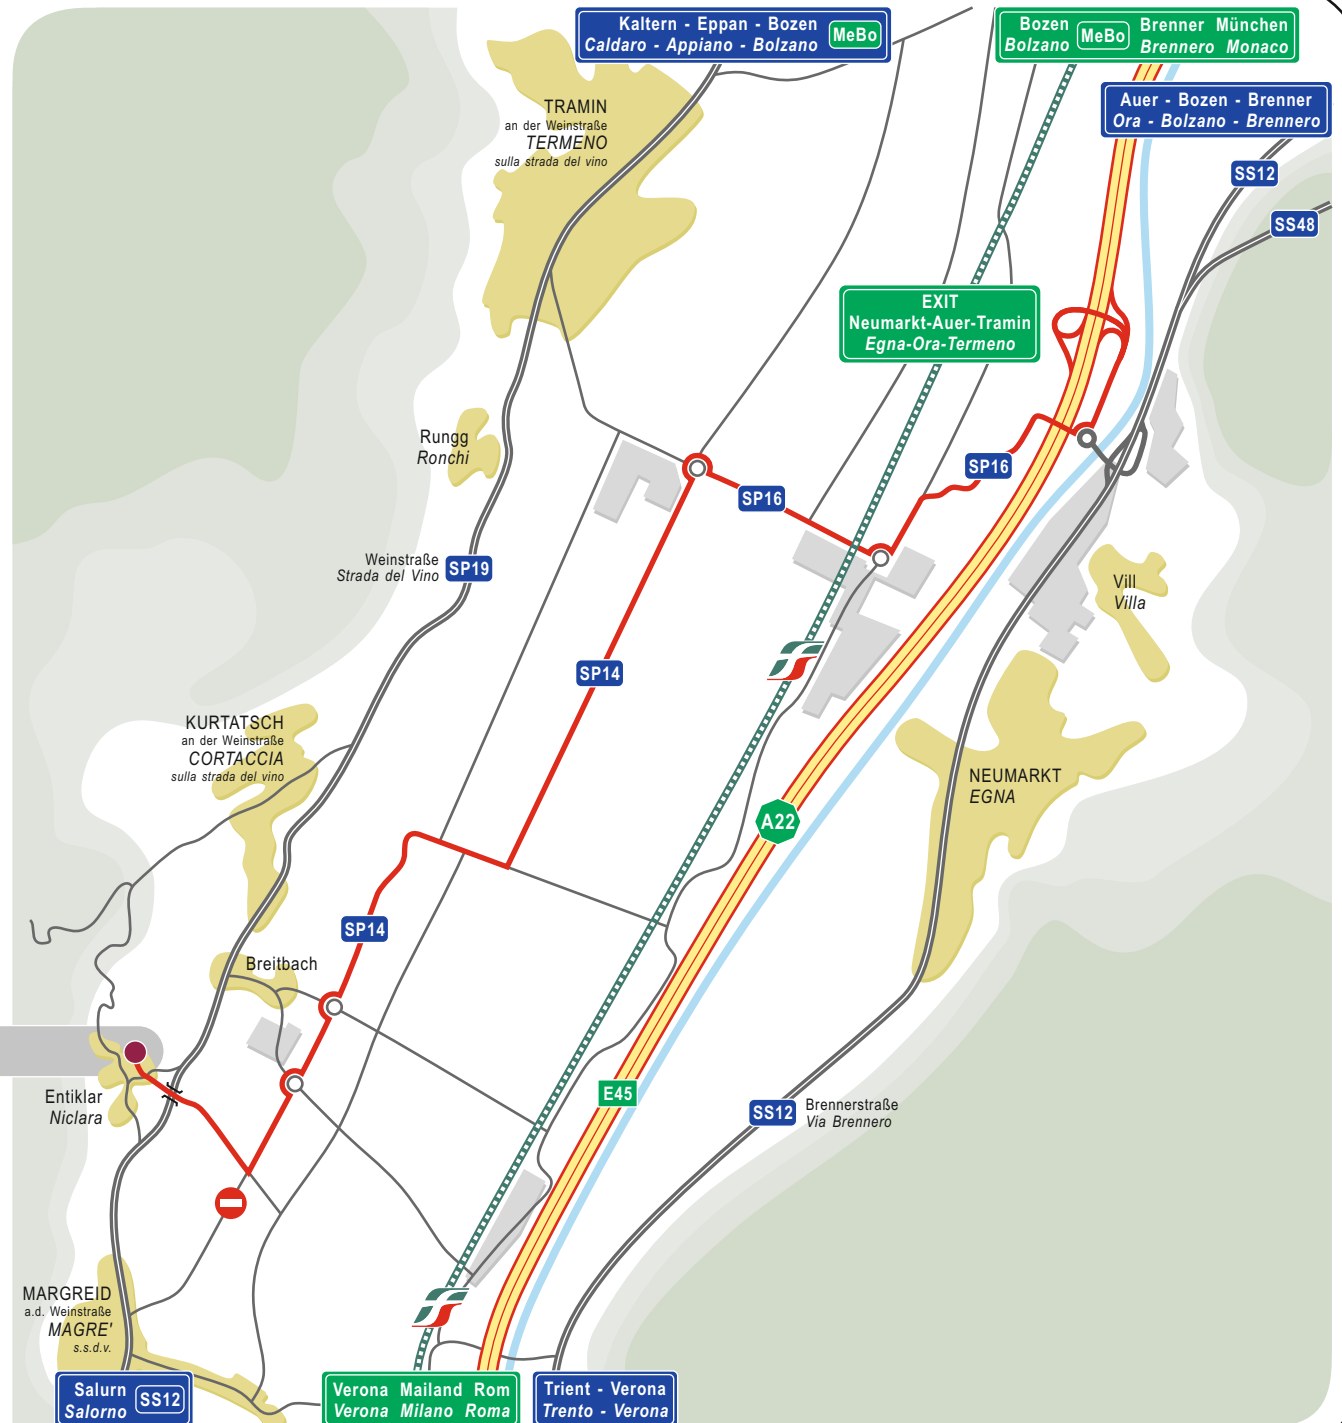 Kaltern - Eppan - Bozen
Caldaro - Appiano - Bolzano
MeBo
Bozen
Bolzano
MeBo
Brenner München
Brennero Monaco
Auer - Bozen - Brenner
Ora - Bolzano - Brennero
TRAMIN
an der Weinstraße
TERMENO
sulla strada del vino
SS12
SS48
EXIT
Neumarkt-Auer-Tramin
Egna-Ora-Termeno
Rungg
Ronchi
SP16
SP16
Weinstraße
Strada del Vino
SP19
Vill
Villa
SP14
KURTATSCH
an der Weinstraße
CORTACCIA
sulla strada del vino
NEUMARKT
EGNA
A22
SP14
Breitbach
Entiklar
Niclara
E45
SS12
Brennerstraße
Via Brennero
MARGREID
a.d. Weinstraße
MAGRE'
s.s.d.v.
Salurn
Salorno
SS12
Verona Mailand Rom
Verona Milano Roma
Trient - Verona
Trento - Verona